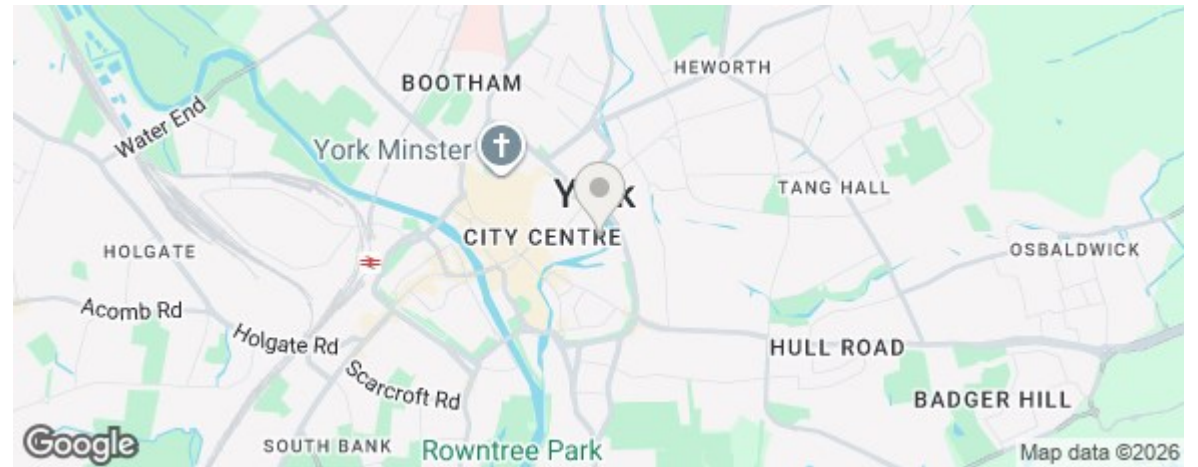 HEWORTH
BOOTHAM
Water End
York Minster
TANG HALL
CITY CENTRE
HOLGATE
OSBALDWICK
Acomb Rd
Holgate Rd
HULL ROAD
Scarcroft Rd
BADGER HILL
SOUTH BANK
Rowntree Park
Google
Map data ©2026